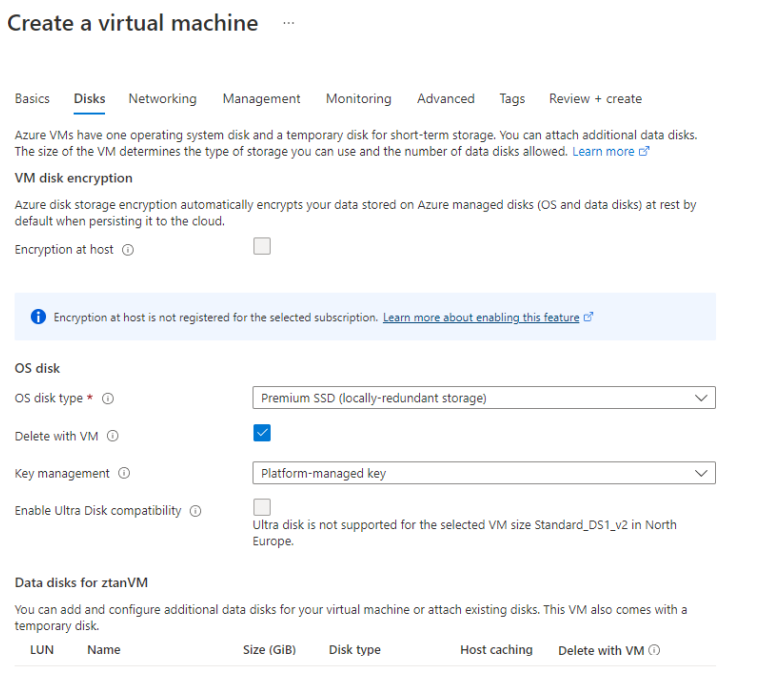 Create a virtual machine ...
Basics Disks Networking Management Monitoring Advanced Tags Review + create
Azure VMs have one operating system disk and a temporary disk for short-term storage. You can attach additional data disks.
The size of the VM determines the type of storage you can use and the number of data disks allowed. Learn more
VM disk encryption
Azure disk storage encryption automatically encrypts your data stored on Azure managed disks (OS and data disks) at rest by
default when persisting it to the cloud.
Encryption at host
Encryption at host is not registered for the selected subscription. Learn more about enabling this feature
OS disk
OS disk type * Premium SSD (locally-redundant storage)
Delete with VM
Key management Platform-managed key
Enable Ultra Disk compatibility
Ultra disk is not supported for the selected VM size Standard_DS1_v2 in North
Europe.
Data disks for ztanVM
You can add and configure additional data disks for your virtual machine or attach existing disks. This VM also comes with a
temporary disk.
LUN Name Size (GiB) Disk type Host caching Delete with VM